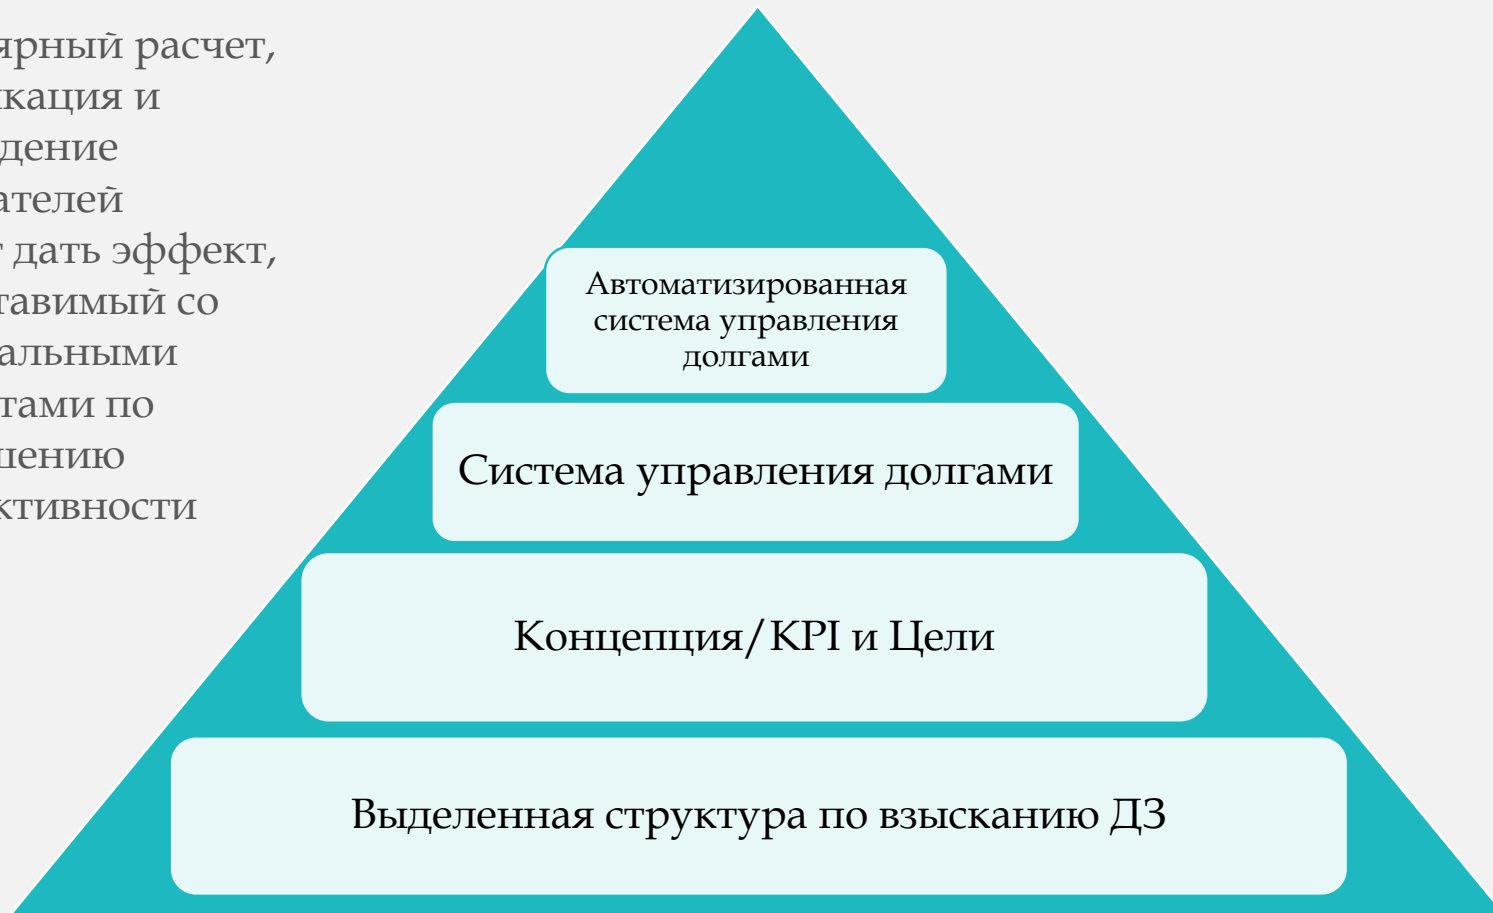 ярный расчет,
кация и
дение
ателей
т дать эффект,
тавимый со
альными
тами по
шению
ктивности
Автоматизированная
система управления
долгами
Система управления долгами
Концепция/KPI и Цели
Выделенная структура по взысканию ДЗ